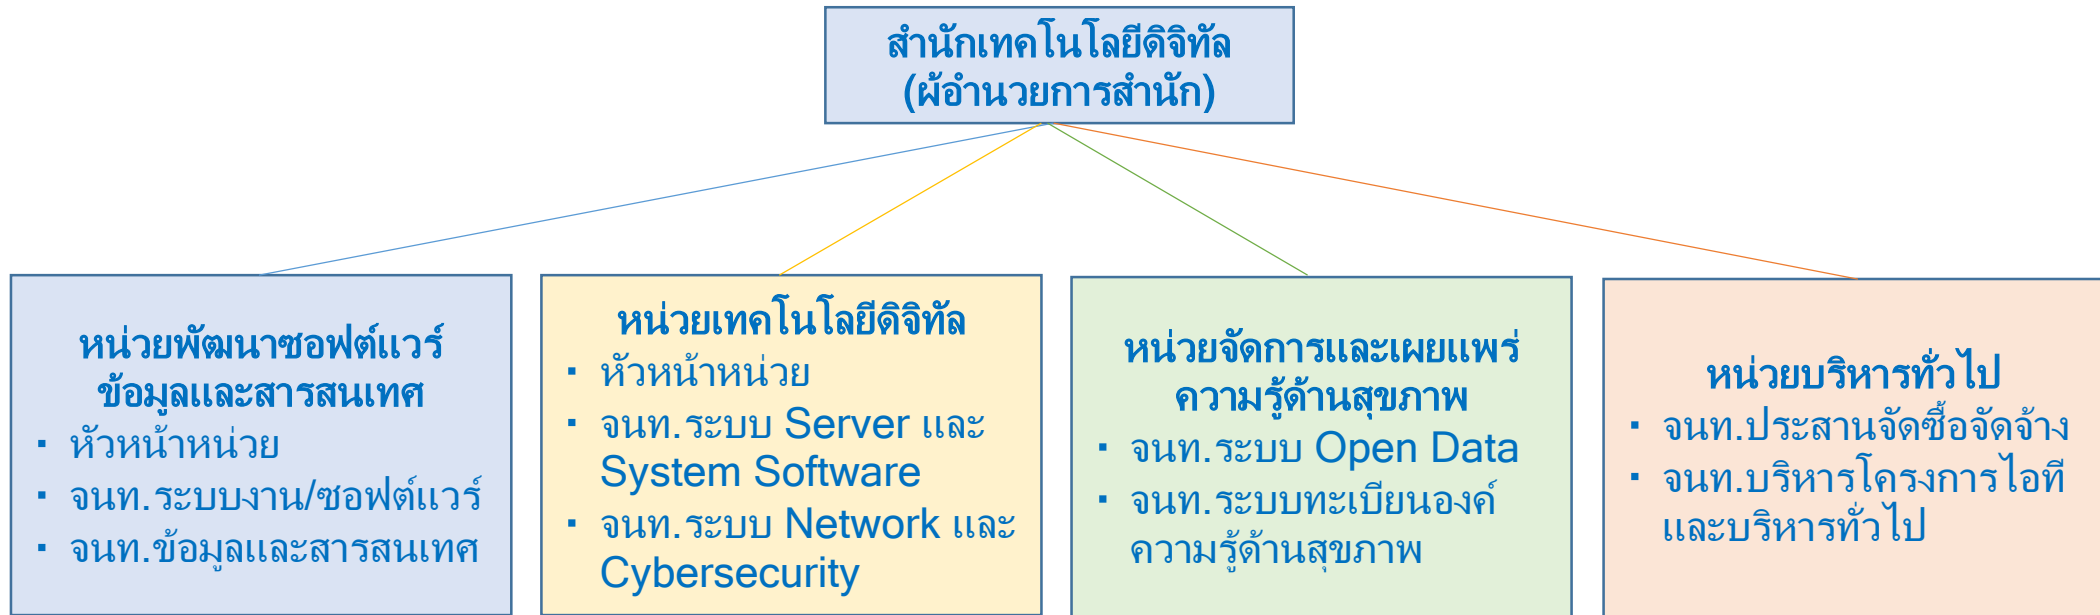 สำนักเทคโนโลยีดิจิทัล
(ผ้อำนวยการสำนัก)
หน่วยพัฒนาซอฟต์แวร์
ข้อมูลและสารสนเทศ
▪ หัวหน้าหน่วย
▪ จนท.ระบบงาน/ซอฟต์แวร์
▪ จนท.ข้อมูลและสารสนเทศ
หน่วยเทคโนโลยีดิจิทัล
▪ หัวหน้าหน่วย
▪ จนท.ระบบ Server และ
System Software
▪ จนท.ระบบ Network และ
Cybersecurity
หน่วยจัดการและเผยแพร่
ความรู้ด้านสุขภาพ
▪ จนท.ระบบ Open Data
▪ จนท.ระบบทะเบียนองค์
ความรู้ด้านสุขภาพ
หน่วยบริหารทั่วไป
▪ จนท.ประสานจัดซื้อจัดจ้าง
▪ จนท.บริหารโครงการไอที
และบริหารทั่วไป